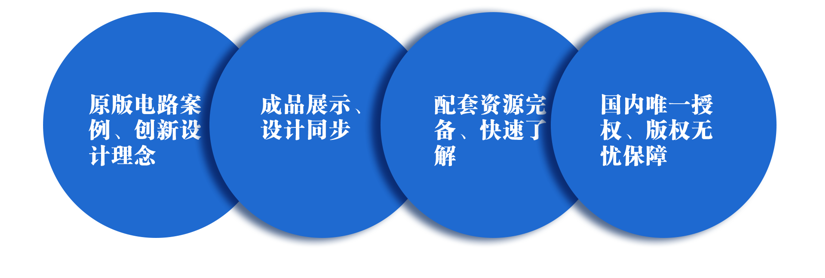 原版电路案
例、创新设
计理念
成品展示、
设计同步
配套资源完
备、快速了
解
国内唯一授
权、版权无
忧保障